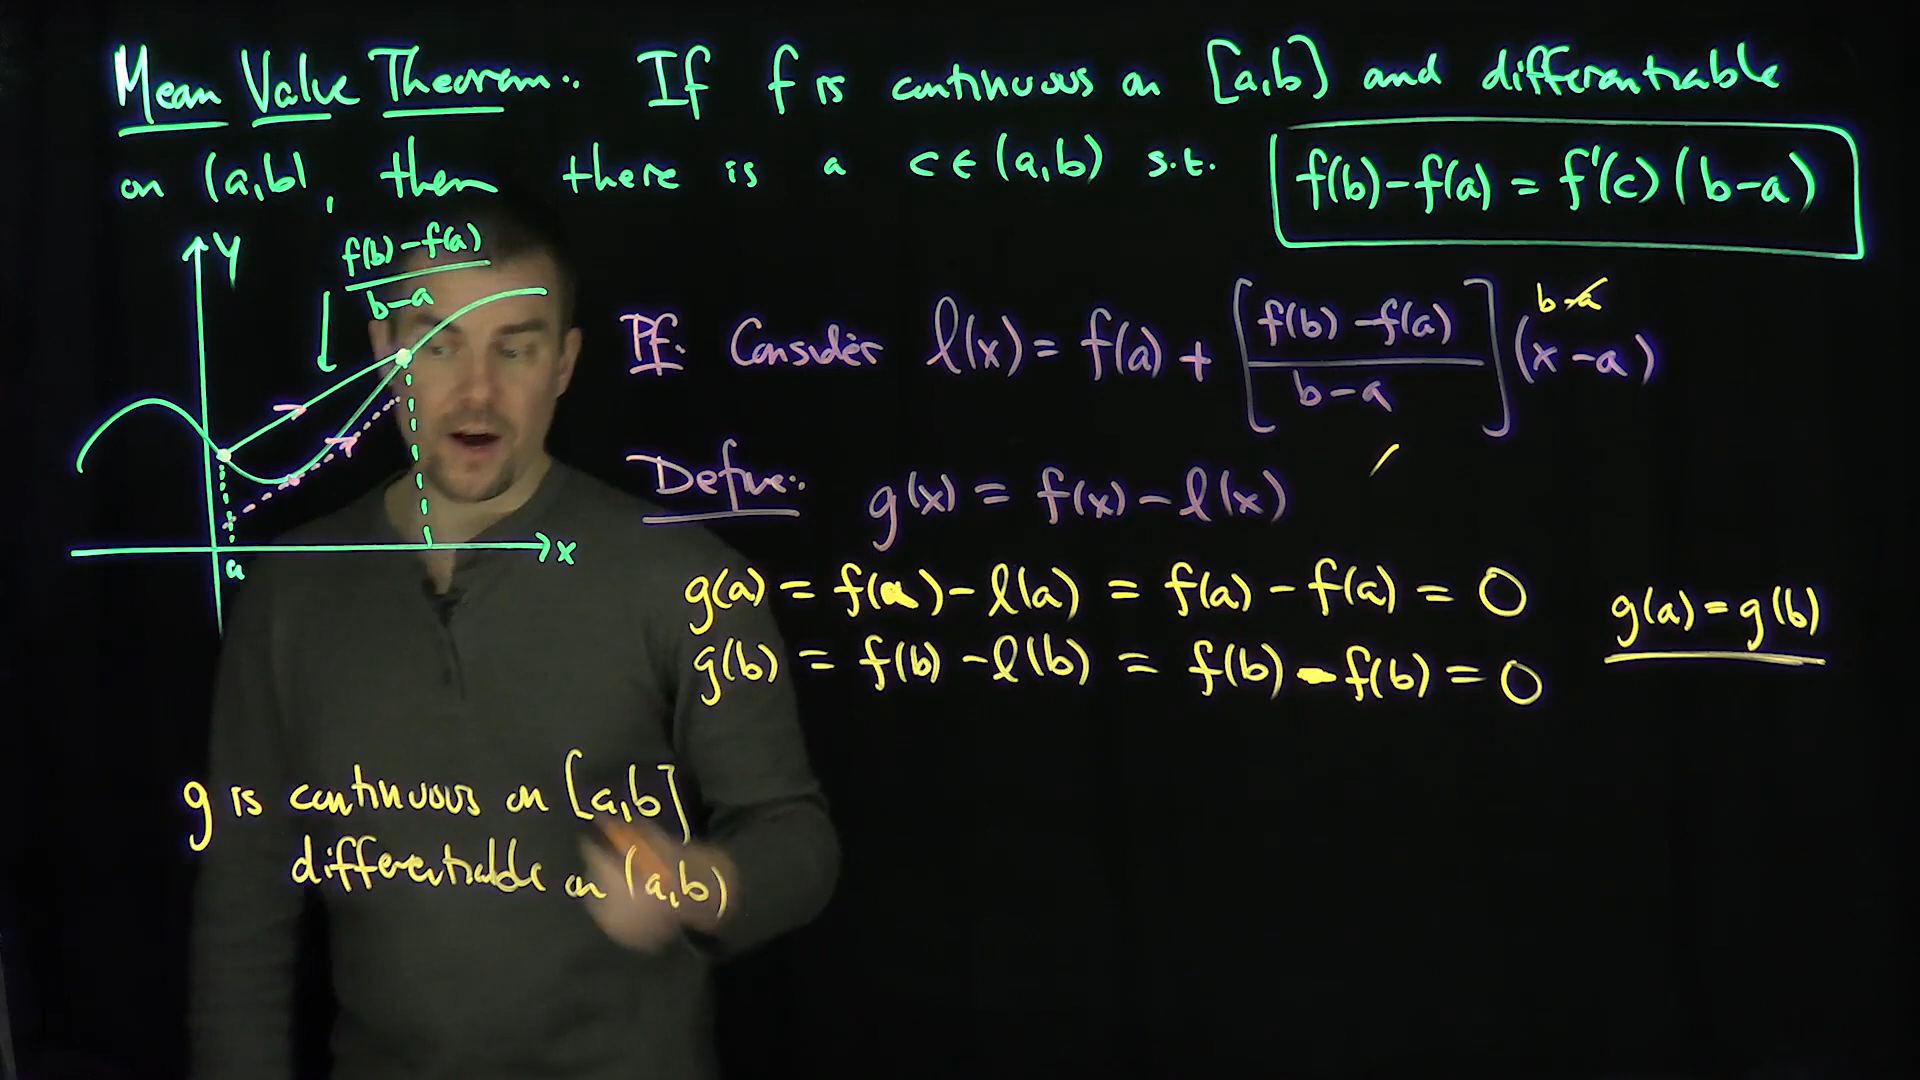 Mean Value Theorem: If f is continuous on [a,b] and differentiable
on (a,b), then there is a c∈(a,b) s.t. f(b)-f(a) = f'(c)(b-a)
y
f(b)-f(a)
b-a
x
a
Pf: Consider l(x) = f(a) + [ f(b)-f(a) / b-a ] (x-a)
b-a
Define: g(x) = f(x)-l(x)
g(a) = f(a)-l(a) = f(a)-f(a) = 0
g(b) = f(b)-l(b) = f(b)-f(b) = 0
g(a)=g(b)
g is continuous on [a,b]
differentiable on (a,b)